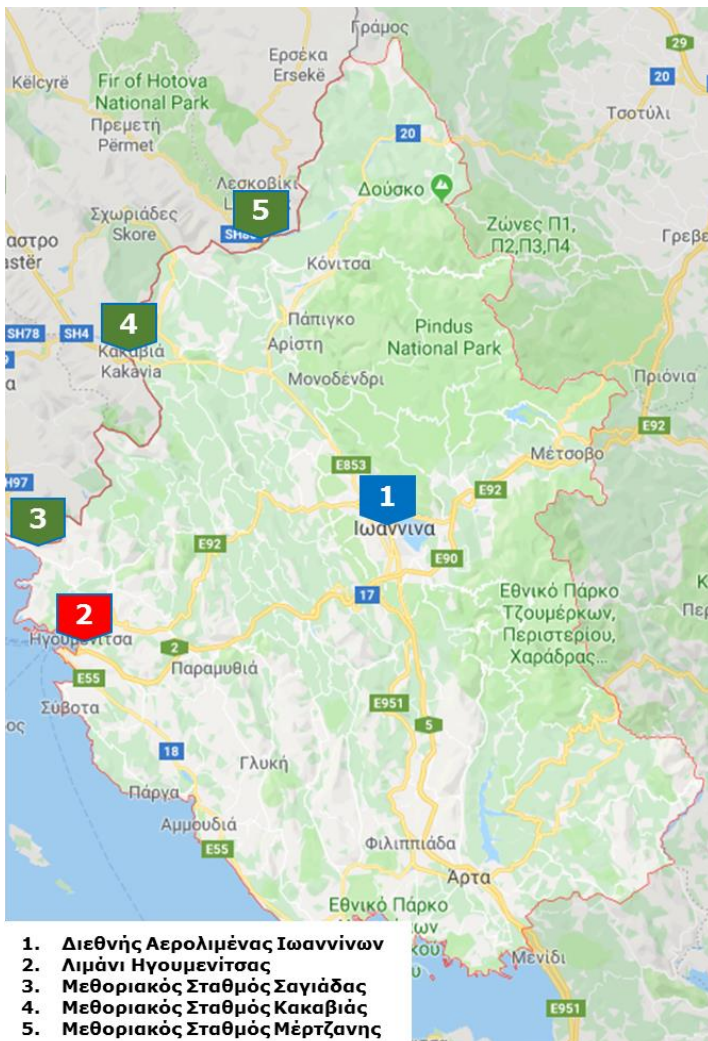 Γράμος
29
Ερσέκα
Ersekë
Këlcyrë
Fir of Hotova
National Park
20
Πρεμετή
Përmet
Τσοτύλι
20
Λεσκοβίκι
Δούσκο
5
Σχωριάδες
Skore
Ζώνες Π1,
Π2,Π3,Π4
αστρο
astër
Γρεβε
Κόνιτσα
4
Πάπιγκο
Pindus
National Park
SH78
SH4
Αρίστη
Κακαβιά
Kakavia
Μονοδένδρι
Πριόνια
α
E92
Μέτσοβο
E853
H97
1
E92
3
Ιωάννινα
E92
E90
2
17
Εθνικό Πάρκο
Τζουμέρκων,
Περιστερίου,
Χαράδρας...
Κ
Περ
Ηγουμενίτσα
2
Παραμυθιά
E55
E951
Σύβοτα
5
ος
18
Γλυκή
Πάργα
Αμμουδιά
E55
Φιλιππιάδα
Άρτα
Εθνικό Πάρκο
ων
κού
υ
Μενίδι
E951
1. Διεθνής Αερολιμένας Ιωαννίνων
2. Λιμάνι Ηγουμενίτσας
3. Μεθοριακός Σταθμός Σαγιάδας
4. Μεθοριακός Σταθμός Κακαβιάς
5. Μεθοριακός Σταθμός Μέρτζανης